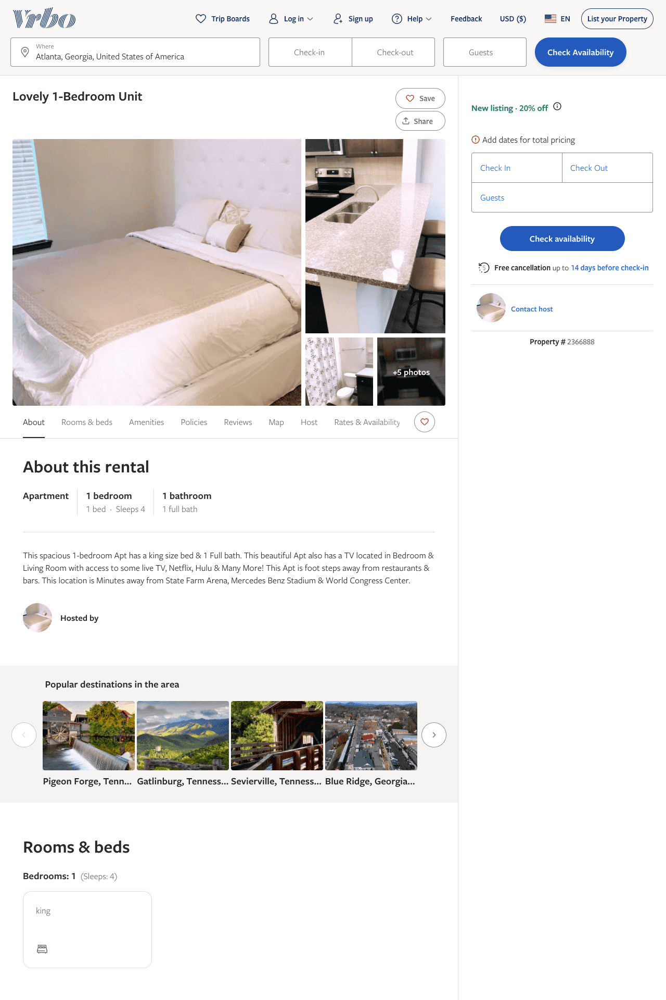 Vrbo
Trip Boards
Log in
Sign up
Help
Feedback
USD ($)
EN
List your Property
Where
Atlanta, Georgia, United States of America
Check-in
Check-out
Guests
Check Availability
Lovely 1-Bedroom Unit
Save
Share
+5 photos
New listing · 20% off
Add dates for total pricing
Check In
Check Out
Guests
Check availability
Free cancellation up to 14 days before check-in
Contact host
Property # 2366888
About
Rooms & beds
Amenities
Policies
Reviews
Map
Host
Rates & Availability
About this rental
Apartment
1 bedroom
1 bed · Sleeps 4
1 bathroom
1 full bath
This spacious 1-bedroom Apt has a king size bed & 1 Full bath. This beautiful Apt also has a TV located in Bedroom &
Living Room with access to some live TV, Netflix, Hulu & Many More! This Apt is foot steps away from restaurants &
bars. This location is Minutes away from State Farm Arena, Mercedes Benz Stadium & World Congress Center.
Hosted by
Popular destinations in the area
Pigeon Forge, Tenn...
Gatlinburg, Tenness...
Sevierville, Tenness...
Blue Ridge, Georgia...
Rooms & beds
Bedrooms: 1 (Sleeps: 4)
king